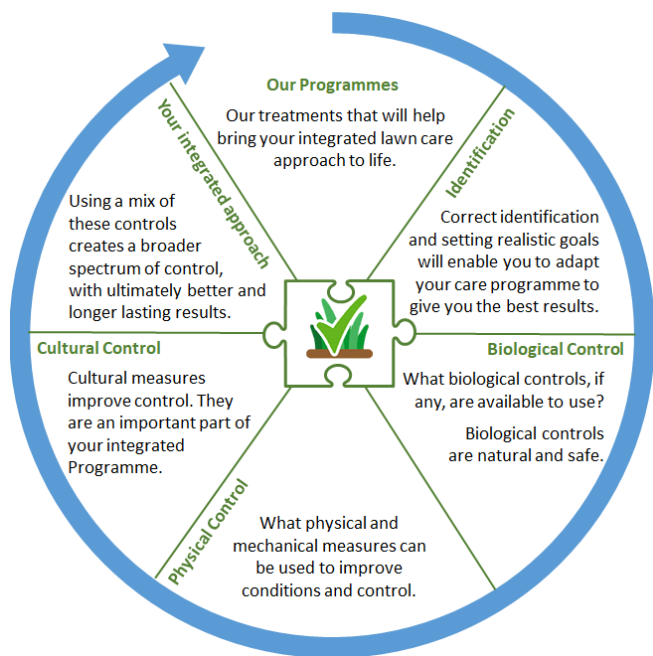 Our Programmes
Our treatments that will help
bring your integrated lawn care
approach to life.
Identification
Correct identification
and setting realistic goals
will enable you to adapt
your care programme to
give you the best results.
Biological Control
What biological controls, if
any, are available to use?
Biological controls
are natural and safe.
Physical Control
What physical and
mechanical measures can
be used to improve
conditions and control.
Cultural Control
Cultural measures
improve control. They
are an important part of
your integrated
Programme.
Your integrated approach
Using a mix of
these controls
creates a broader
spectrum of control,
with ultimately better and
longer lasting results.